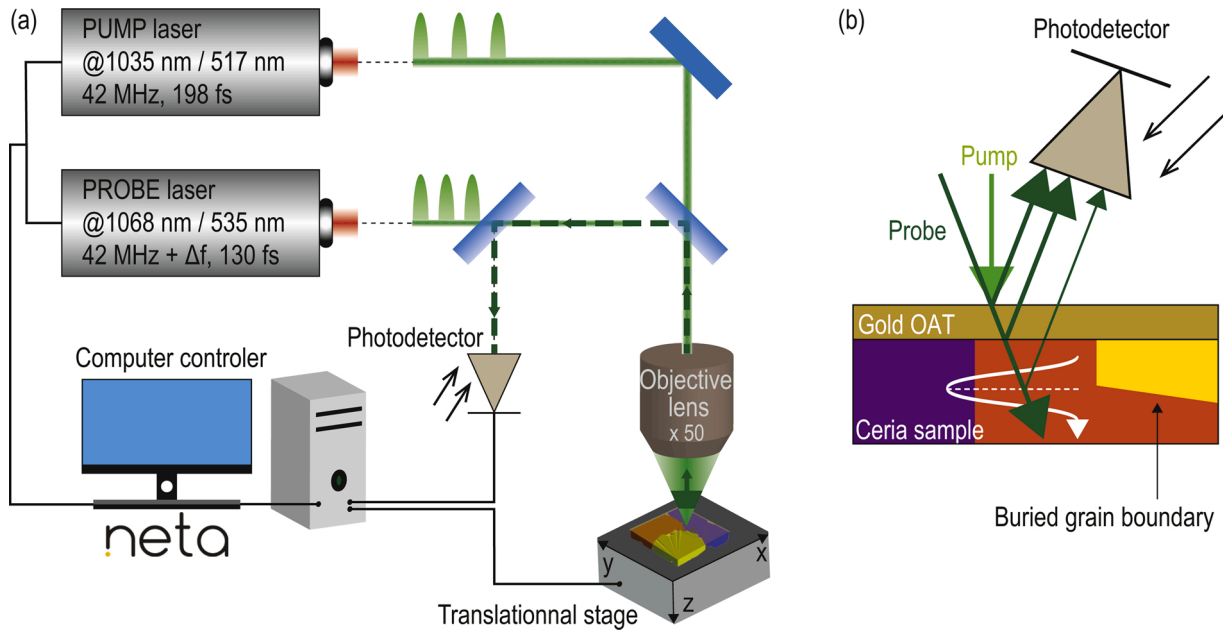 (a)
PUMP laser
@1035 nm / 517 nm
42 MHz, 198 fs
PROBE laser
@1068 nm / 535 nm
42 MHz + Δf, 130 fs
Photodetector
Computer controler
neta
Objective
lens
x 50
x
y
z
Translationnal stage
(b)
Photodetector
Pump
Probe
Gold OAT
Ceria sample
Buried grain boundary